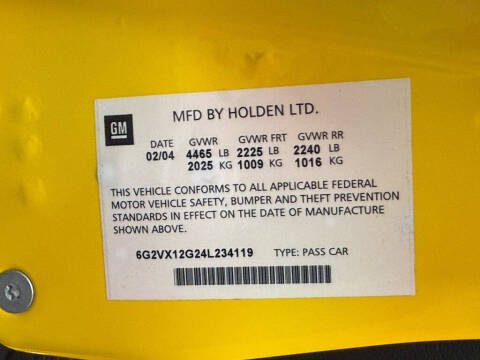 GM
MFD BY HOLDEN LTD.
DATE GVWR GVWR FRT GVWR RR
02/04 4465 LB 2225 LB 2240 LB
2025 KG 1009 KG 1016 KG
THIS VEHICLE CONFORMS TO ALL APPLICABLE FEDERAL
MOTOR VEHICLE SAFETY, BUMPER AND THEFT PREVENTION
STANDARDS IN EFFECT ON THE DATE OF MANUFACTURE
SHOWN ABOVE.
6G2VX12G24L234119 TYPE: PASS CAR